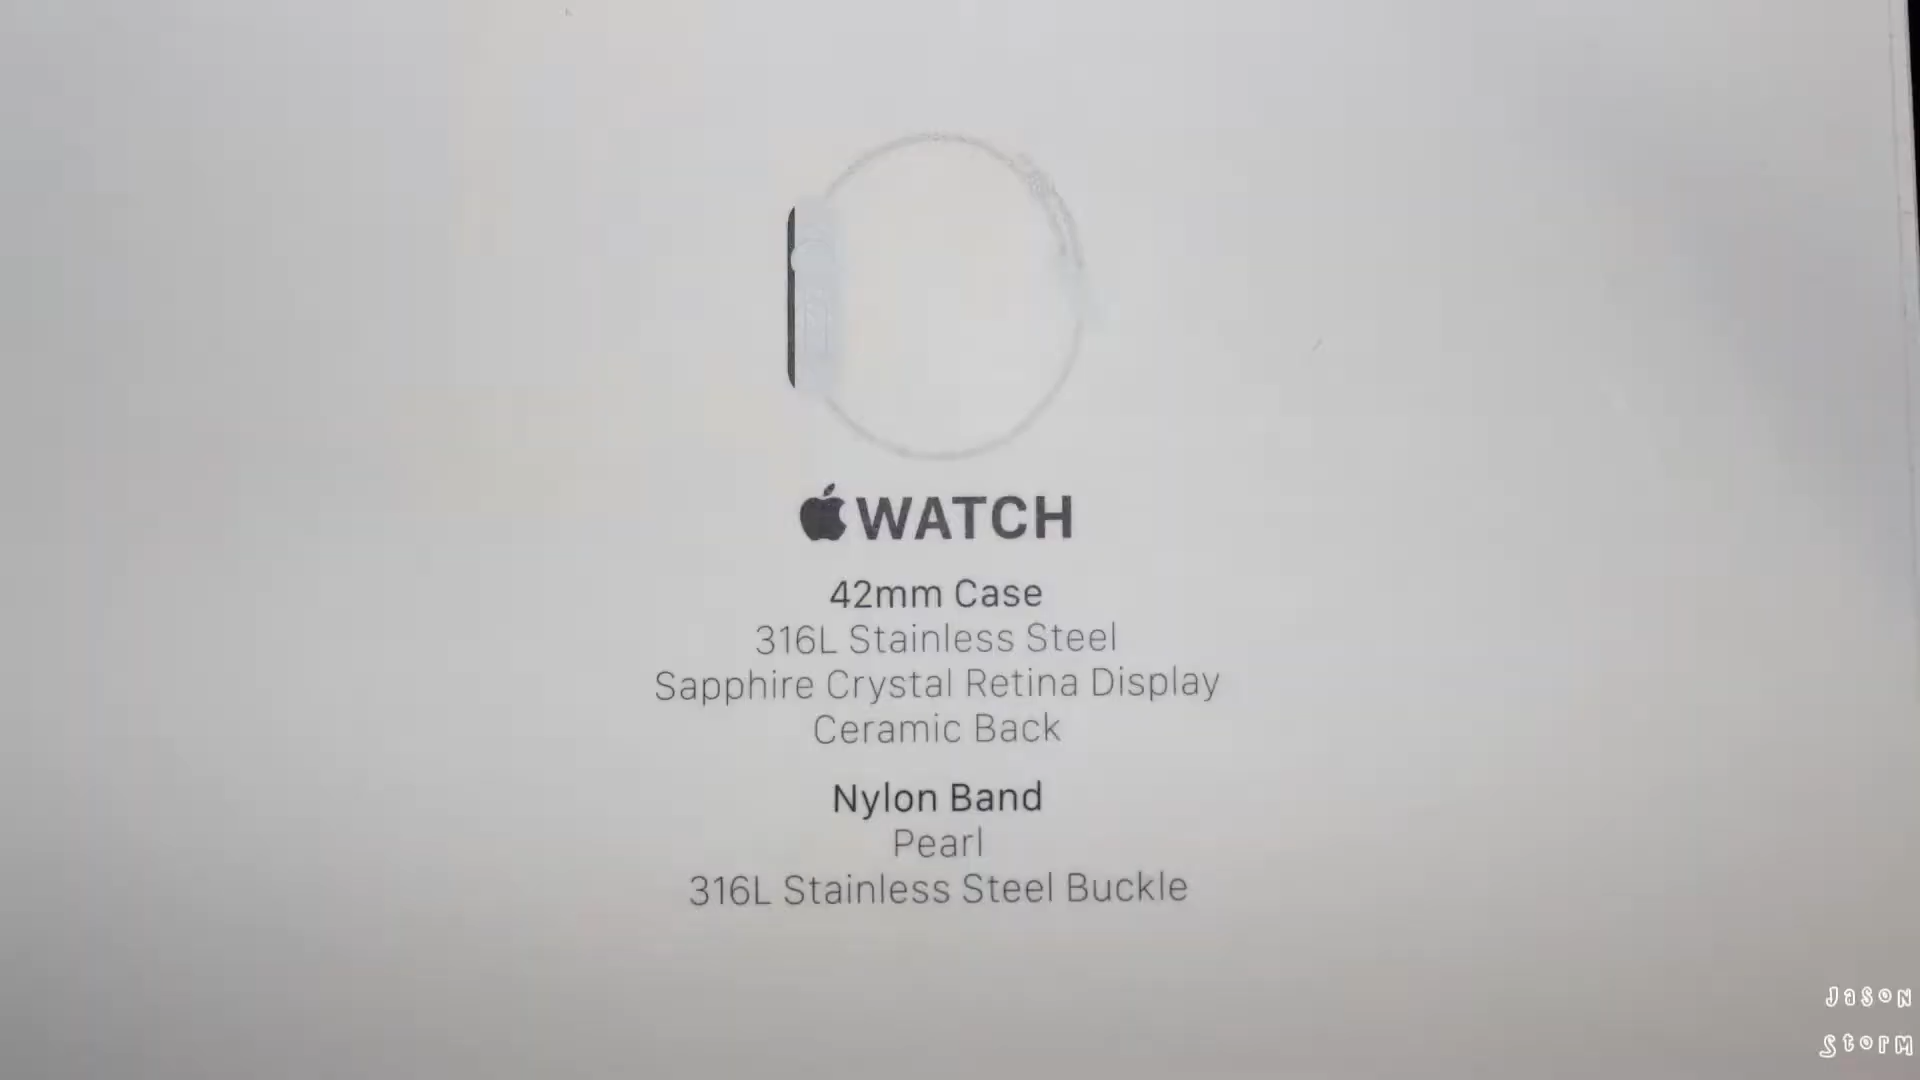 WATCH
42mm Case
316L Stainless Steel
Sapphire Crystal Retina Display
Ceramic Back
Nylon Band
Pearl
316L Stainless Steel Buckle
Jason
Storm